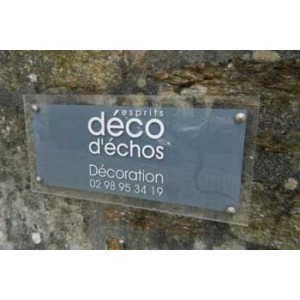 esprits
déco
d'échos
Décoration
02 98 95 34 19